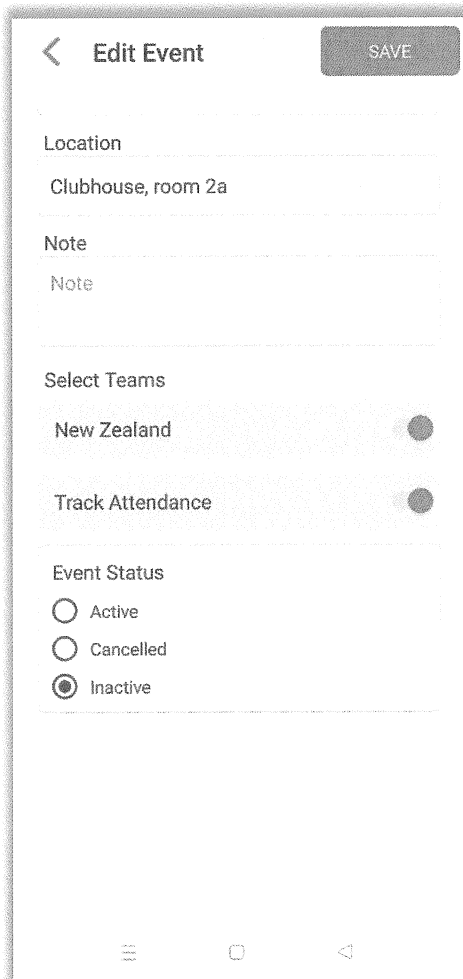 Edit Event
SAVE
Location
Clubhouse, room 2a
Note
Note
Select Teams
New Zealand
Track Attendance
Event Status
Active
Cancelled
Inactive